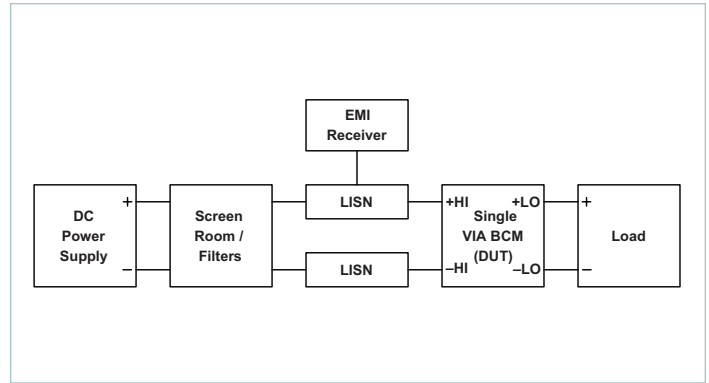 EMI
Receiver
DC
Power
Supply
+
–
Screen
Room /
Filters
LISN
LISN
+HI
+LO
Single
VIA BCM
(DUT)
–HI
–LO
+
–
Load